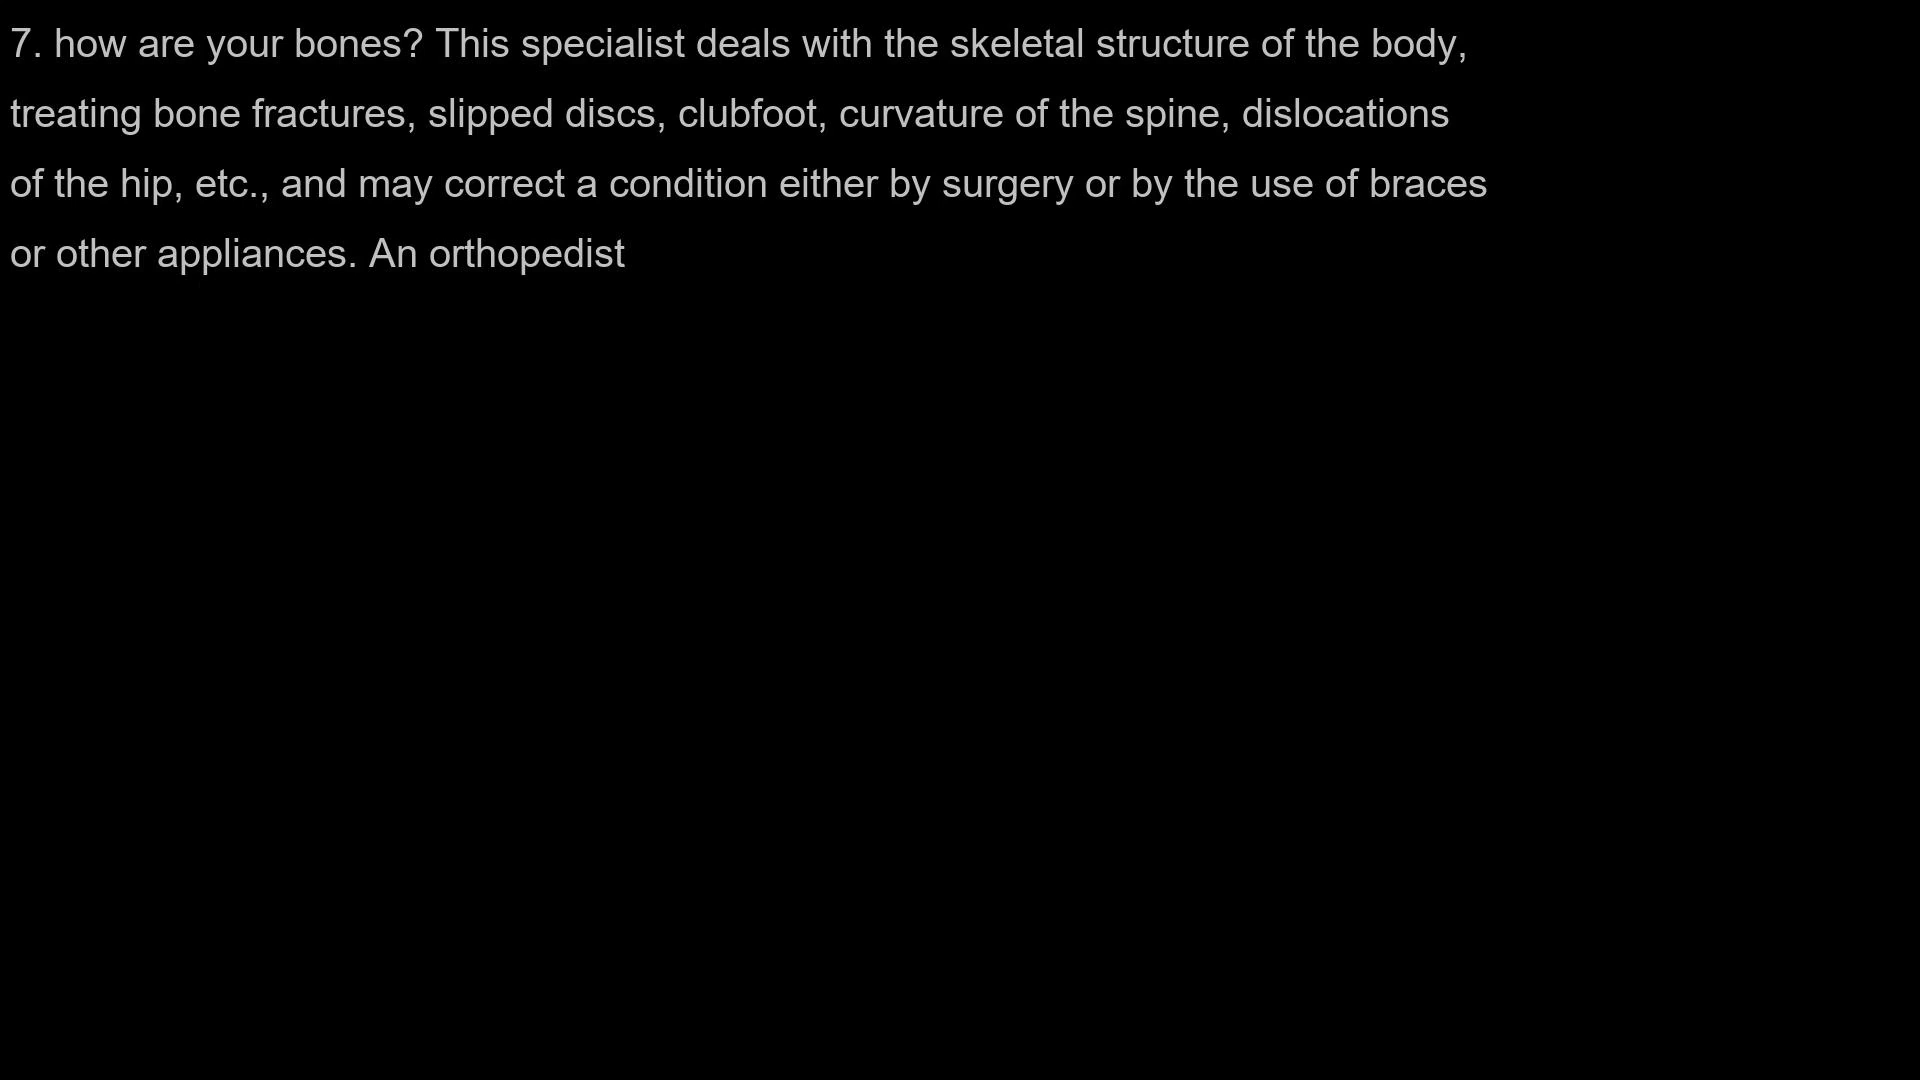 7. how are your bones? This specialist deals with the skeletal structure of the body,
treating bone fractures, slipped discs, clubfoot, curvature of the spine, dislocations
of the hip, etc., and may correct a condition either by surgery or by the use of braces
or other appliances. An orthopedist